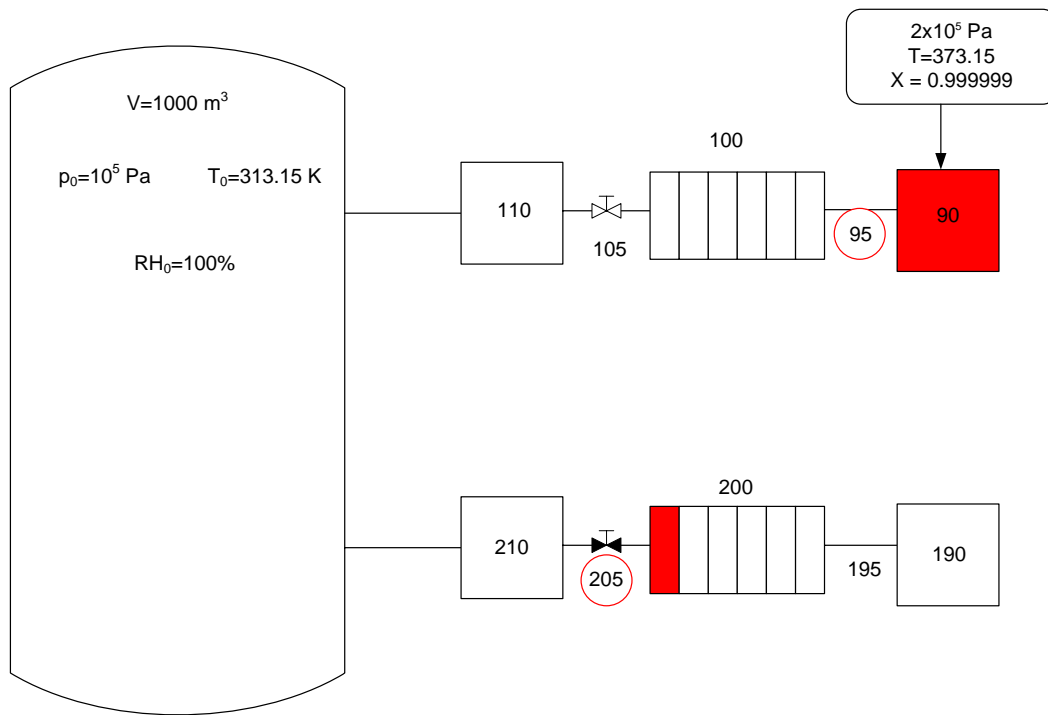 2x10⁵ Pa
T=373.15
X = 0.999999
V=1000 m³
p₀=10⁵ Pa
T₀=313.15 K
RH₀=100%
100
110
105
95
90
200
210
205
195
190